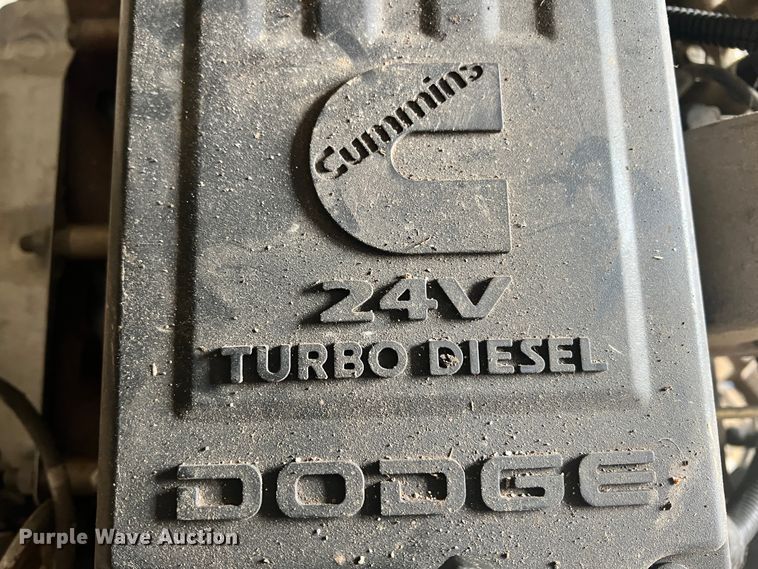 Cummins
24V
TURBO DIESEL
DODGE
Purple Wave Auction